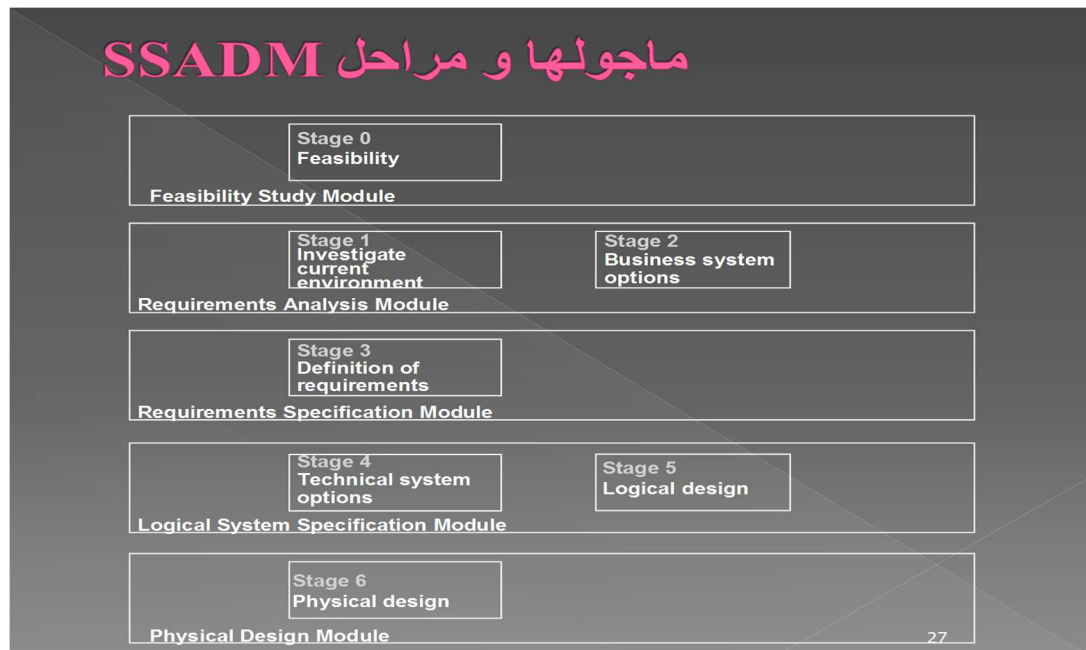 ماجولها و مراحل SSADM
Stage 0
Feasibility
Feasibility Study Module
Stage 1
Investigate
current
environment
Stage 2
Business system
options
Requirements Analysis Module
Stage 3
Definition of
requirements
Requirements Specification Module
Stage 4
Technical system
options
Stage 5
Logical design
Logical System Specification Module
Stage 6
Physical design
Physical Design Module
27